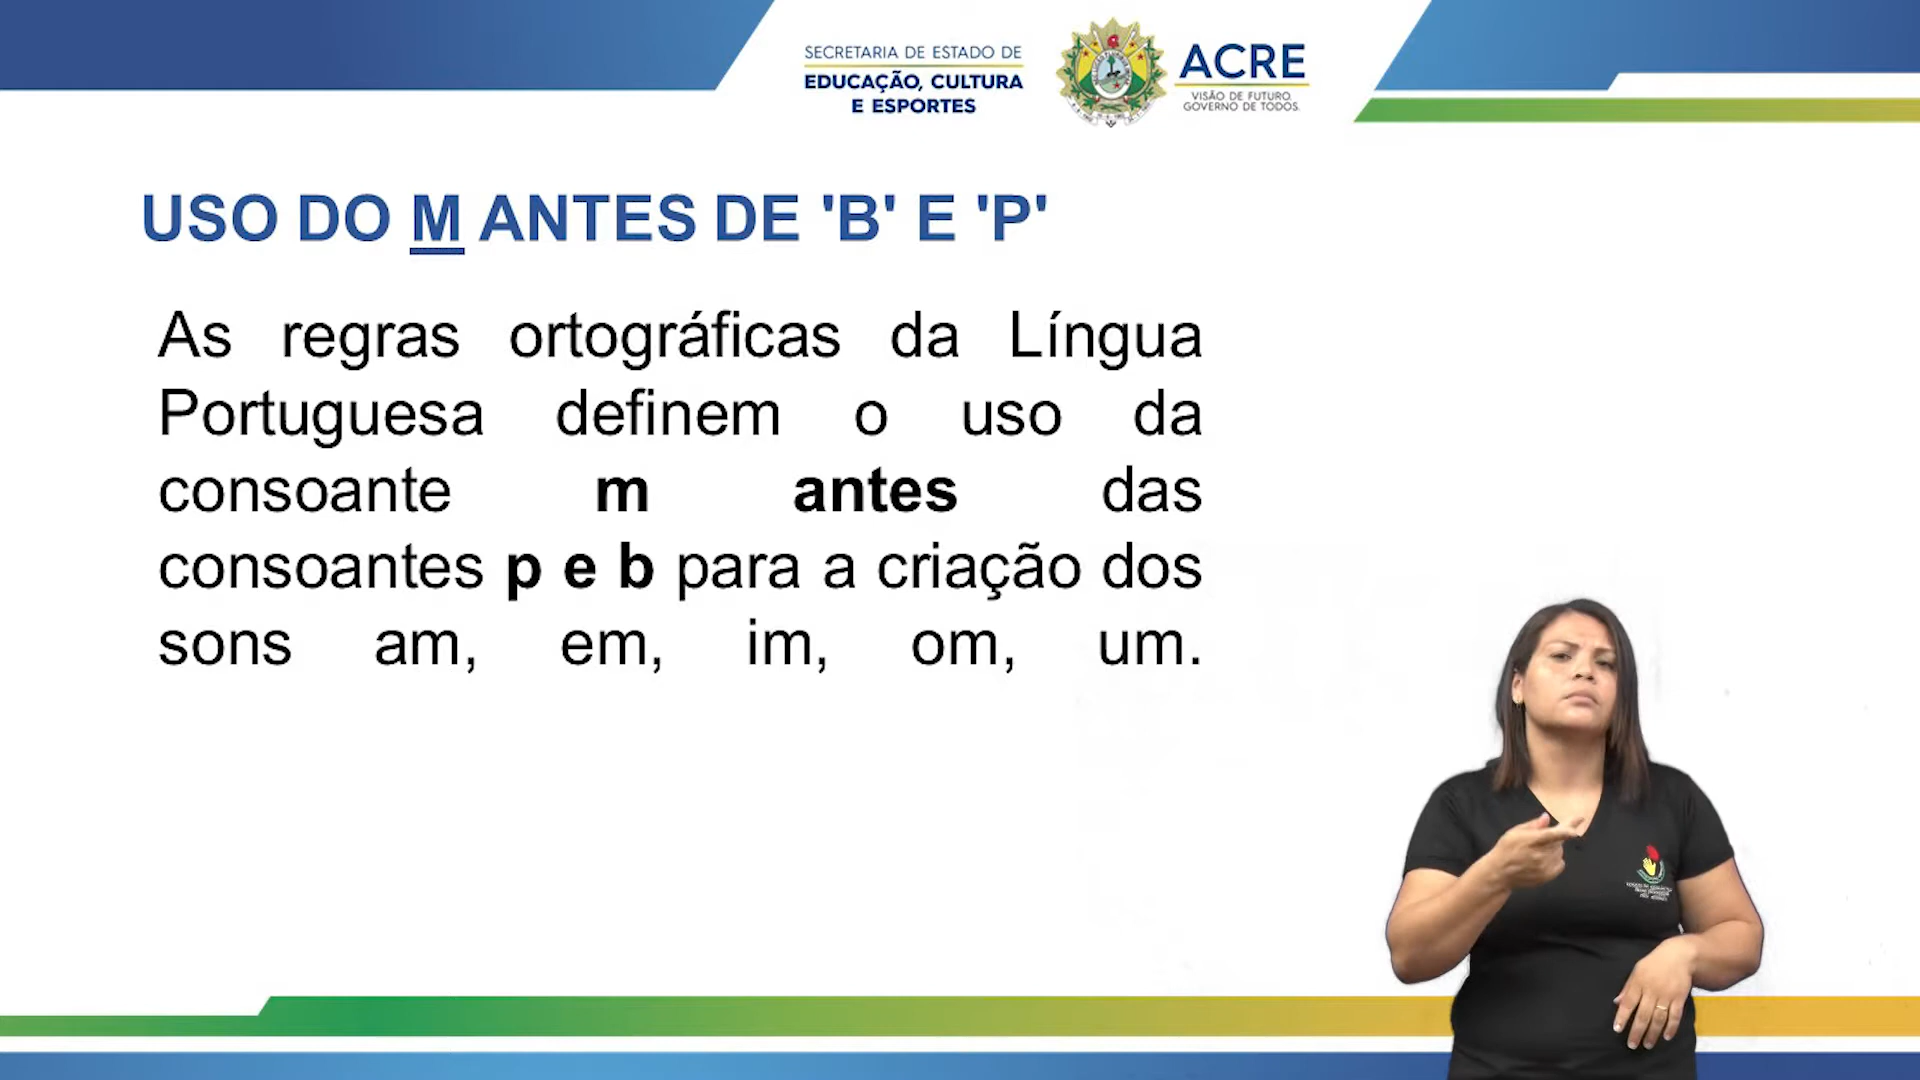 SECRETARIA DE ESTADO DE
EDUCAÇÃO, CULTURA
E ESPORTES
ACRE
VISÃO DE FUTURO.
GOVERNO DE TODOS.
USO DO M ANTES DE 'B' E 'P'
As regras ortográficas da Língua
Portuguesa definem o uso da
consoante m antes das
consoantes p e b para a criação dos
sons am, em, im, om, um.